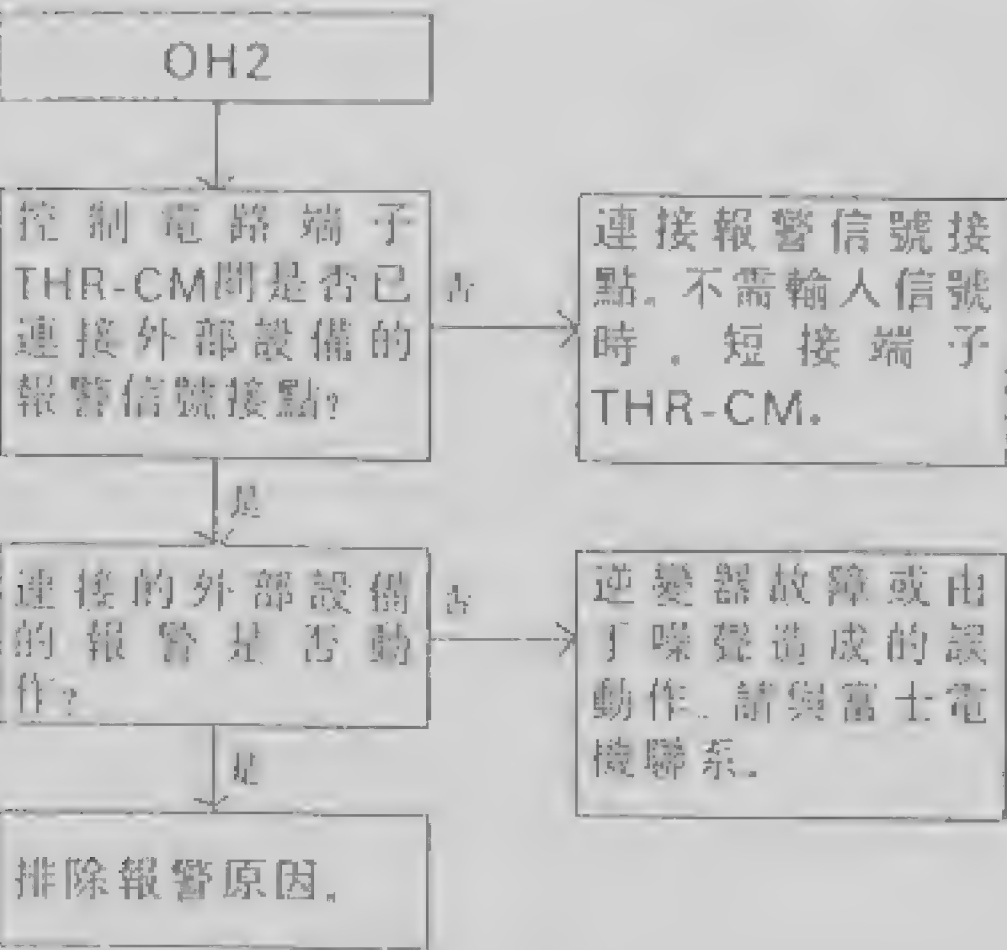 OH2
控制電路端子
THR-CM間是否已
連接外部設備的
報警信號接點?
否
連接報警信號接
點。不需輸人信號
時,短接端子
THR-CM。
是
連接的外部設備
的報警是否動
作?
否
逆變器故障或由
于噪聲造成的誤
動作。請與富士電
機聯系。
是
排除報警原因。